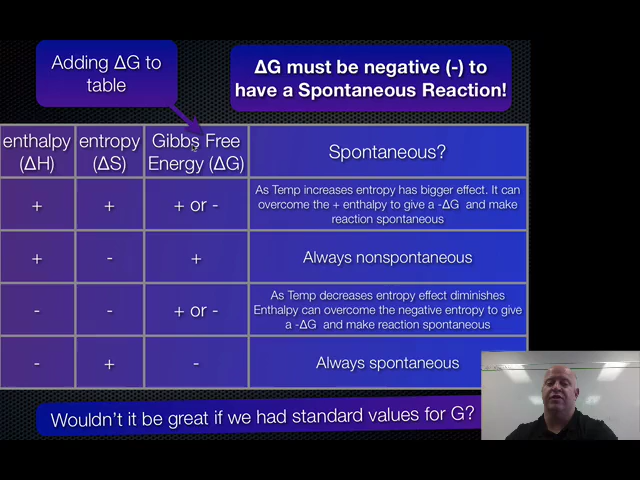 Adding ΔG to
table
ΔG must be negative (-) to
have a Spontaneous Reaction!
enthalpy
(ΔH)
entropy
(ΔS)
Gibbs Free
Energy (ΔG)
Spontaneous?
+
+
+ or -
As Temp increases entropy has bigger effect. It can
overcome the + enthalpy to give a -ΔG and make
reaction spontaneous
+
-
+
Always nonspontaneous
-
-
+ or -
As Temp decreases entropy effect diminishes
Enthalpy can overcome the negative entropy to give
a -ΔG and make reaction spontaneous
-
+
-
Always spontaneous
Wouldn't it be great if we had standard values for G?